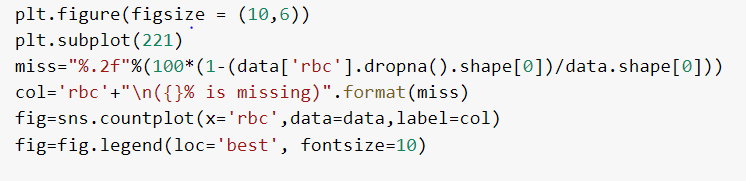 plt.figure(figsize = (10,6))
plt.subplot(221)
miss="%.2f"%(100*(1-(data['rbc'].dropna().shape[0])/data.shape[0]))
col='rbc'+"\n({}% is missing)".format(miss)
fig=sns.countplot(x='rbc',data=data,label=col)
fig=fig.legend(loc='best', fontsize=10)